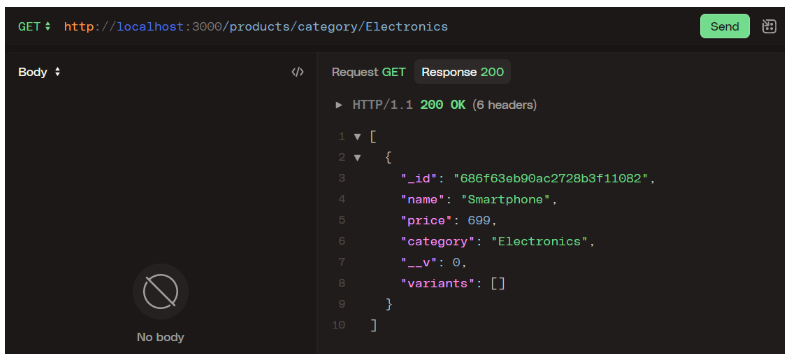 GET http://localhost:3000/products/category/Electronics Send
Body </> Request GET Response 200
▶ HTTP/1.1 200 OK (6 headers)
1 ▼ [
2 ▼ {
3 "_id": "686f63eb90ac2728b3f11082",
4 "name": "Smartphone",
5 "price": 699,
6 "category": "Electronics",
7 "__v": 0,
8 "variants": []
9 }
10 ]
No body